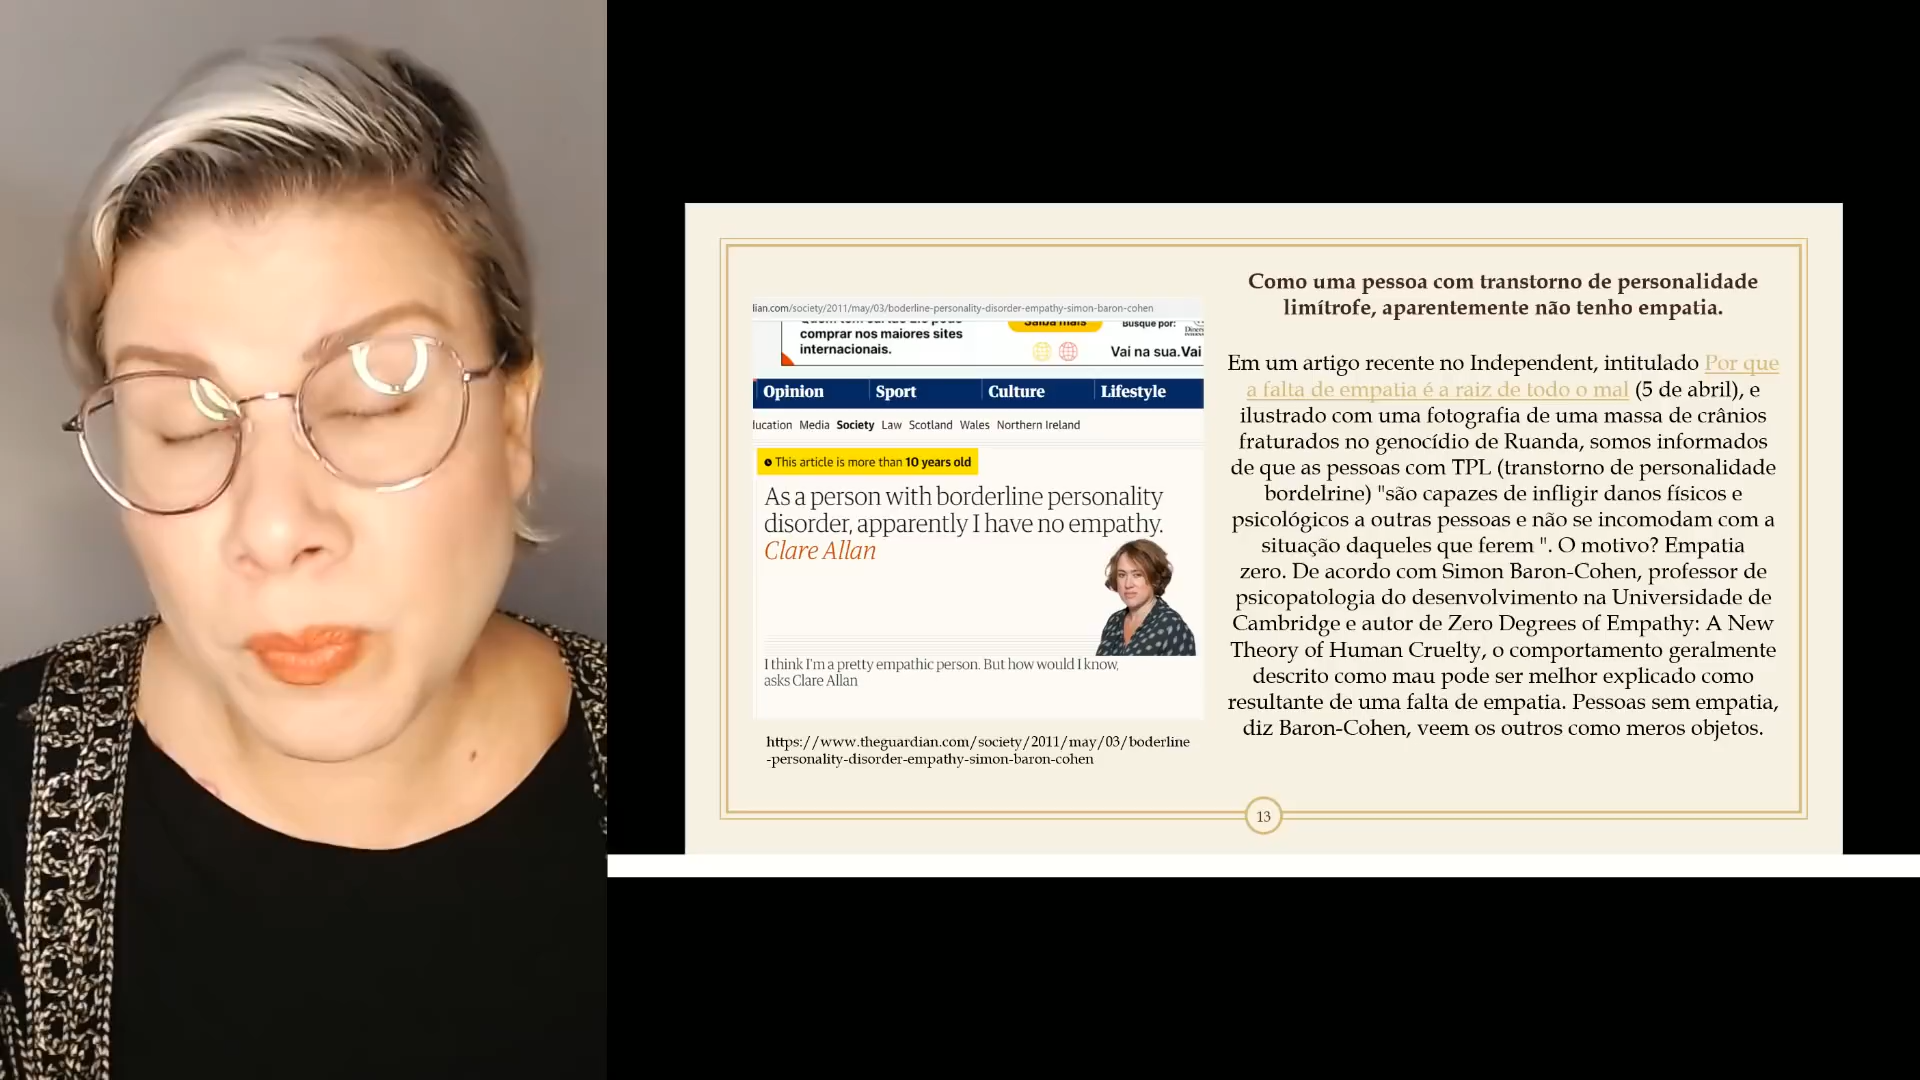 lian.com/society/2011/may/03/boderline-personality-disorder-empathy-simon-baron-cohen
comprar nos maiores sites
internacionais.
Saiba mais
Busque por:
Vai na sua.Vai
Opinion Sport Culture Lifestyle
lucation Media Society Law Scotland Wales Northern Ireland
This article is more than 10 years old
As a person with borderline personality
disorder, apparently I have no empathy.
Clare Allan
I think I'm a pretty empathic person. But how would I know,
asks Clare Allan
https://www.theguardian.com/society/2011/may/03/boderline
-personality-disorder-empathy-simon-baron-cohen
Como uma pessoa com transtorno de personalidade
limítrofe, aparentemente não tenho empatia.
Em um artigo recente no Independent, intitulado Por que
a falta de empatia é a raiz de todo o mal (5 de abril), e
ilustrado com uma fotografia de uma massa de crânios
fraturados no genocídio de Ruanda, somos informados
de que as pessoas com TPL (transtorno de personalidade
bordelrine) "são capazes de infligir danos físicos e
psicológicos a outras pessoas e não se incomodam com a
situação daqueles que ferem ". O motivo? Empatia
zero. De acordo com Simon Baron-Cohen, professor de
psicopatologia do desenvolvimento na Universidade de
Cambridge e autor de Zero Degrees of Empathy: A New
Theory of Human Cruelty, o comportamento geralmente
descrito como mau pode ser melhor explicado como
resultante de uma falta de empatia. Pessoas sem empatia,
diz Baron-Cohen, veem os outros como meros objetos.
13